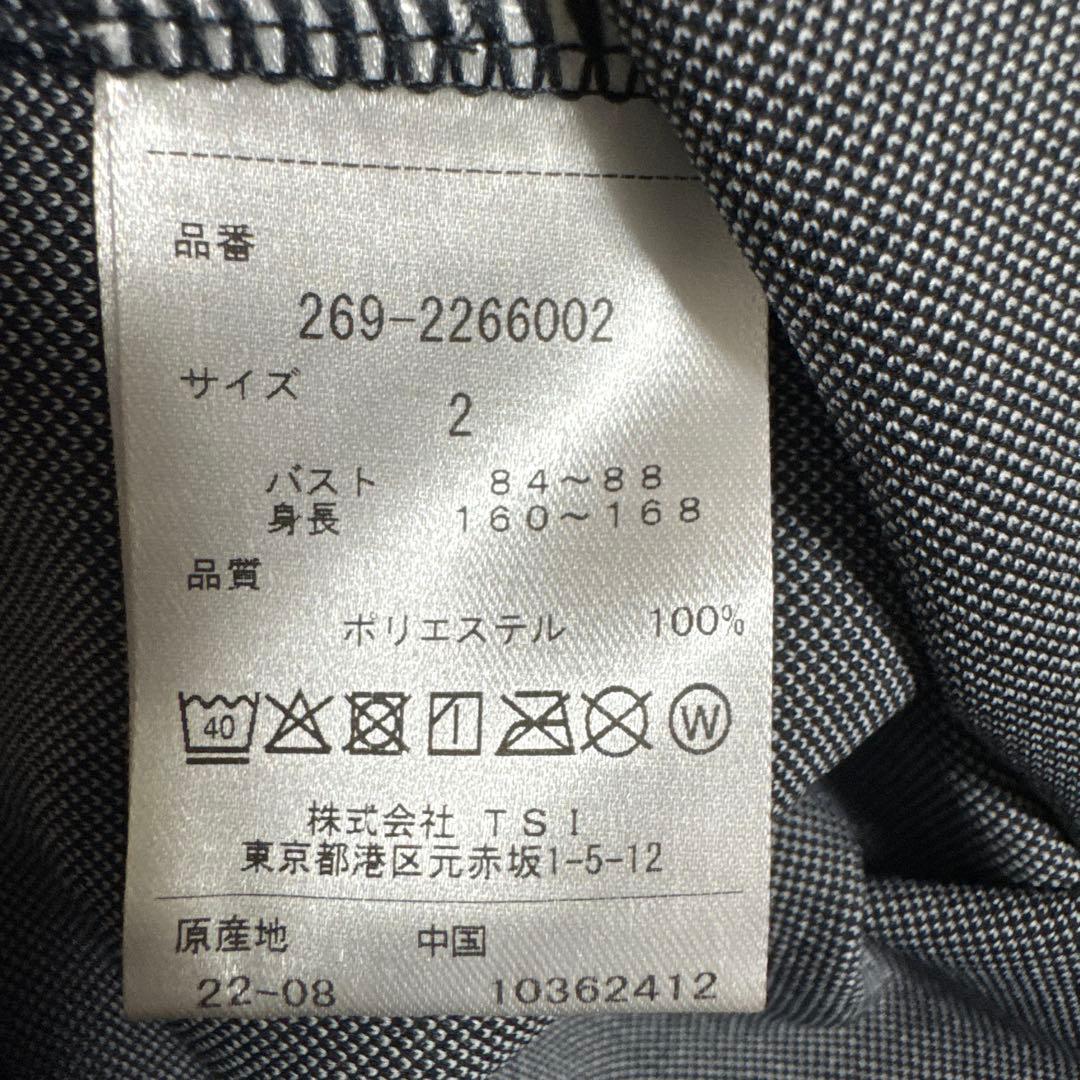 品番
269-2266002
サイズ
2
バスト 84~88
身長 160~168
品質
ポリエステル 100%
40 W
株式会社 TSI
東京都港区元赤坂1-5-12
原産地 中国
22-08 10362412